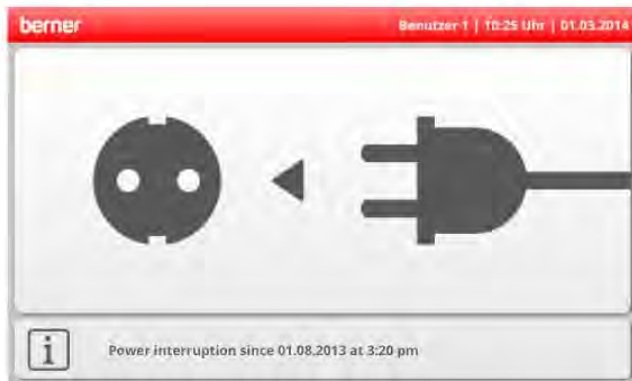 berner
Benutzer 1 | 10:25 Uhr | 01.03.2014
i
Power interruption since 01.08.2013 at 3:20 pm